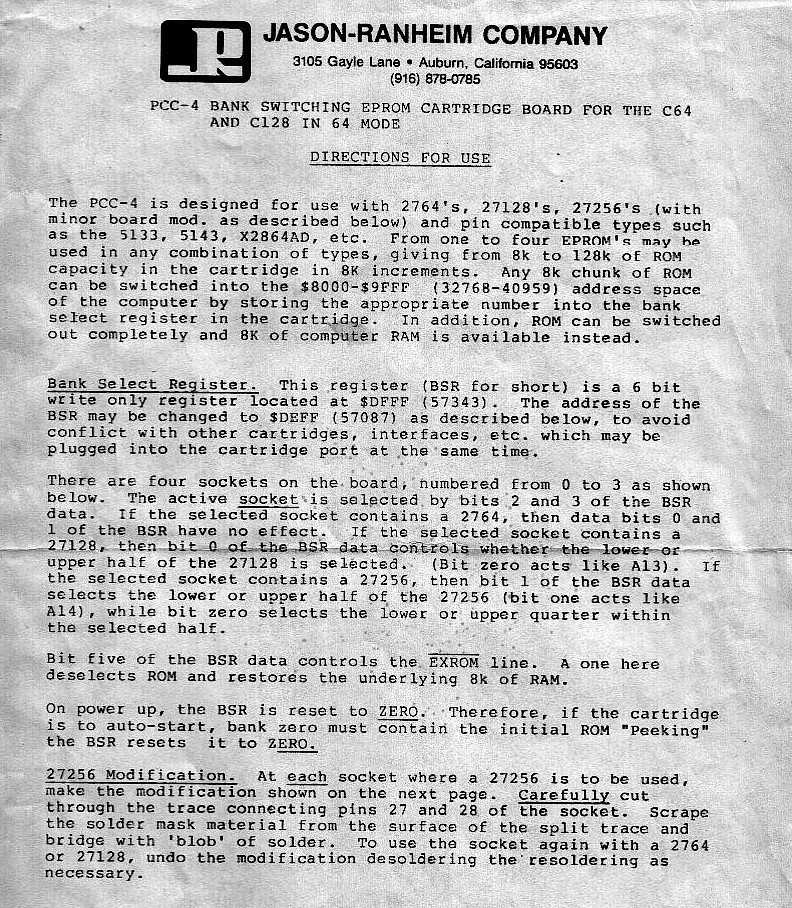 JASON-RANHEIM COMPANY
3105 Gayle Lane • Auburn, California 95603
(916) 878-0785
PCC-4 BANK SWITCHING EPROM CARTRIDGE BOARD FOR THE C64
AND C128 IN 64 MODE
DIRECTIONS FOR USE
The PCC-4 is designed for use with 2764's, 27128's, 27256's (with
minor board mod. as described below) and pin compatible types such
as the 5133, 5143, X2864AD, etc. From one to four EPROM's may be
used in any combination of types, giving from 8k to 128k of ROM
capacity in the cartridge in 8K increments. Any 8k chunk of ROM
can be switched into the $8000-$9FFF (32768-40959) address space
of the computer by storing the appropriate number into the bank
select register in the cartridge. In addition, ROM can be switched
out completely and 8K of computer RAM is available instead.
Bank Select Register. This register (BSR for short) is a 6 bit
write only register located at $DFFF (57343). The address of the
BSR may be changed to $DEFF (57087) as described below, to avoid
conflict with other cartridges, interfaces, etc. which may be
plugged into the cartridge port at the same time.
There are four sockets on the board, numbered from 0 to 3 as shown
below. The active socket is selected by bits 2 and 3 of the BSR
data. If the selected socket contains a 2764, then data bits 0 and
1 of the BSR have no effect. If the selected socket contains a
27128, then bit 0 of the BSR data controls whether the lower or
upper half of the 27128 is selected. (Bit zero acts like A13). If
the selected socket contains a 27256, then bit 1 of the BSR data
selects the lower or upper half of the 27256 (bit one acts like
A14), while bit zero selects the lower or upper quarter within
the selected half.
Bit five of the BSR data controls the EXROM line. A one here
deselects ROM and restores the underlying 8k of RAM.
On power up, the BSR is reset to ZERO. Therefore, if the cartridge
is to auto-start, bank zero must contain the initial ROM "Peeking"
the BSR resets it to ZERO.
27256 Modification. At each socket where a 27256 is to be used,
make the modification shown on the next page. Carefully cut
through the trace connecting pins 27 and 28 of the socket. Scrape
the solder mask material from the surface of the split trace and
bridge with 'blob' of solder. To use the socket again with a 2764
or 27128, undo the modification desoldering the resoldering as
necessary.